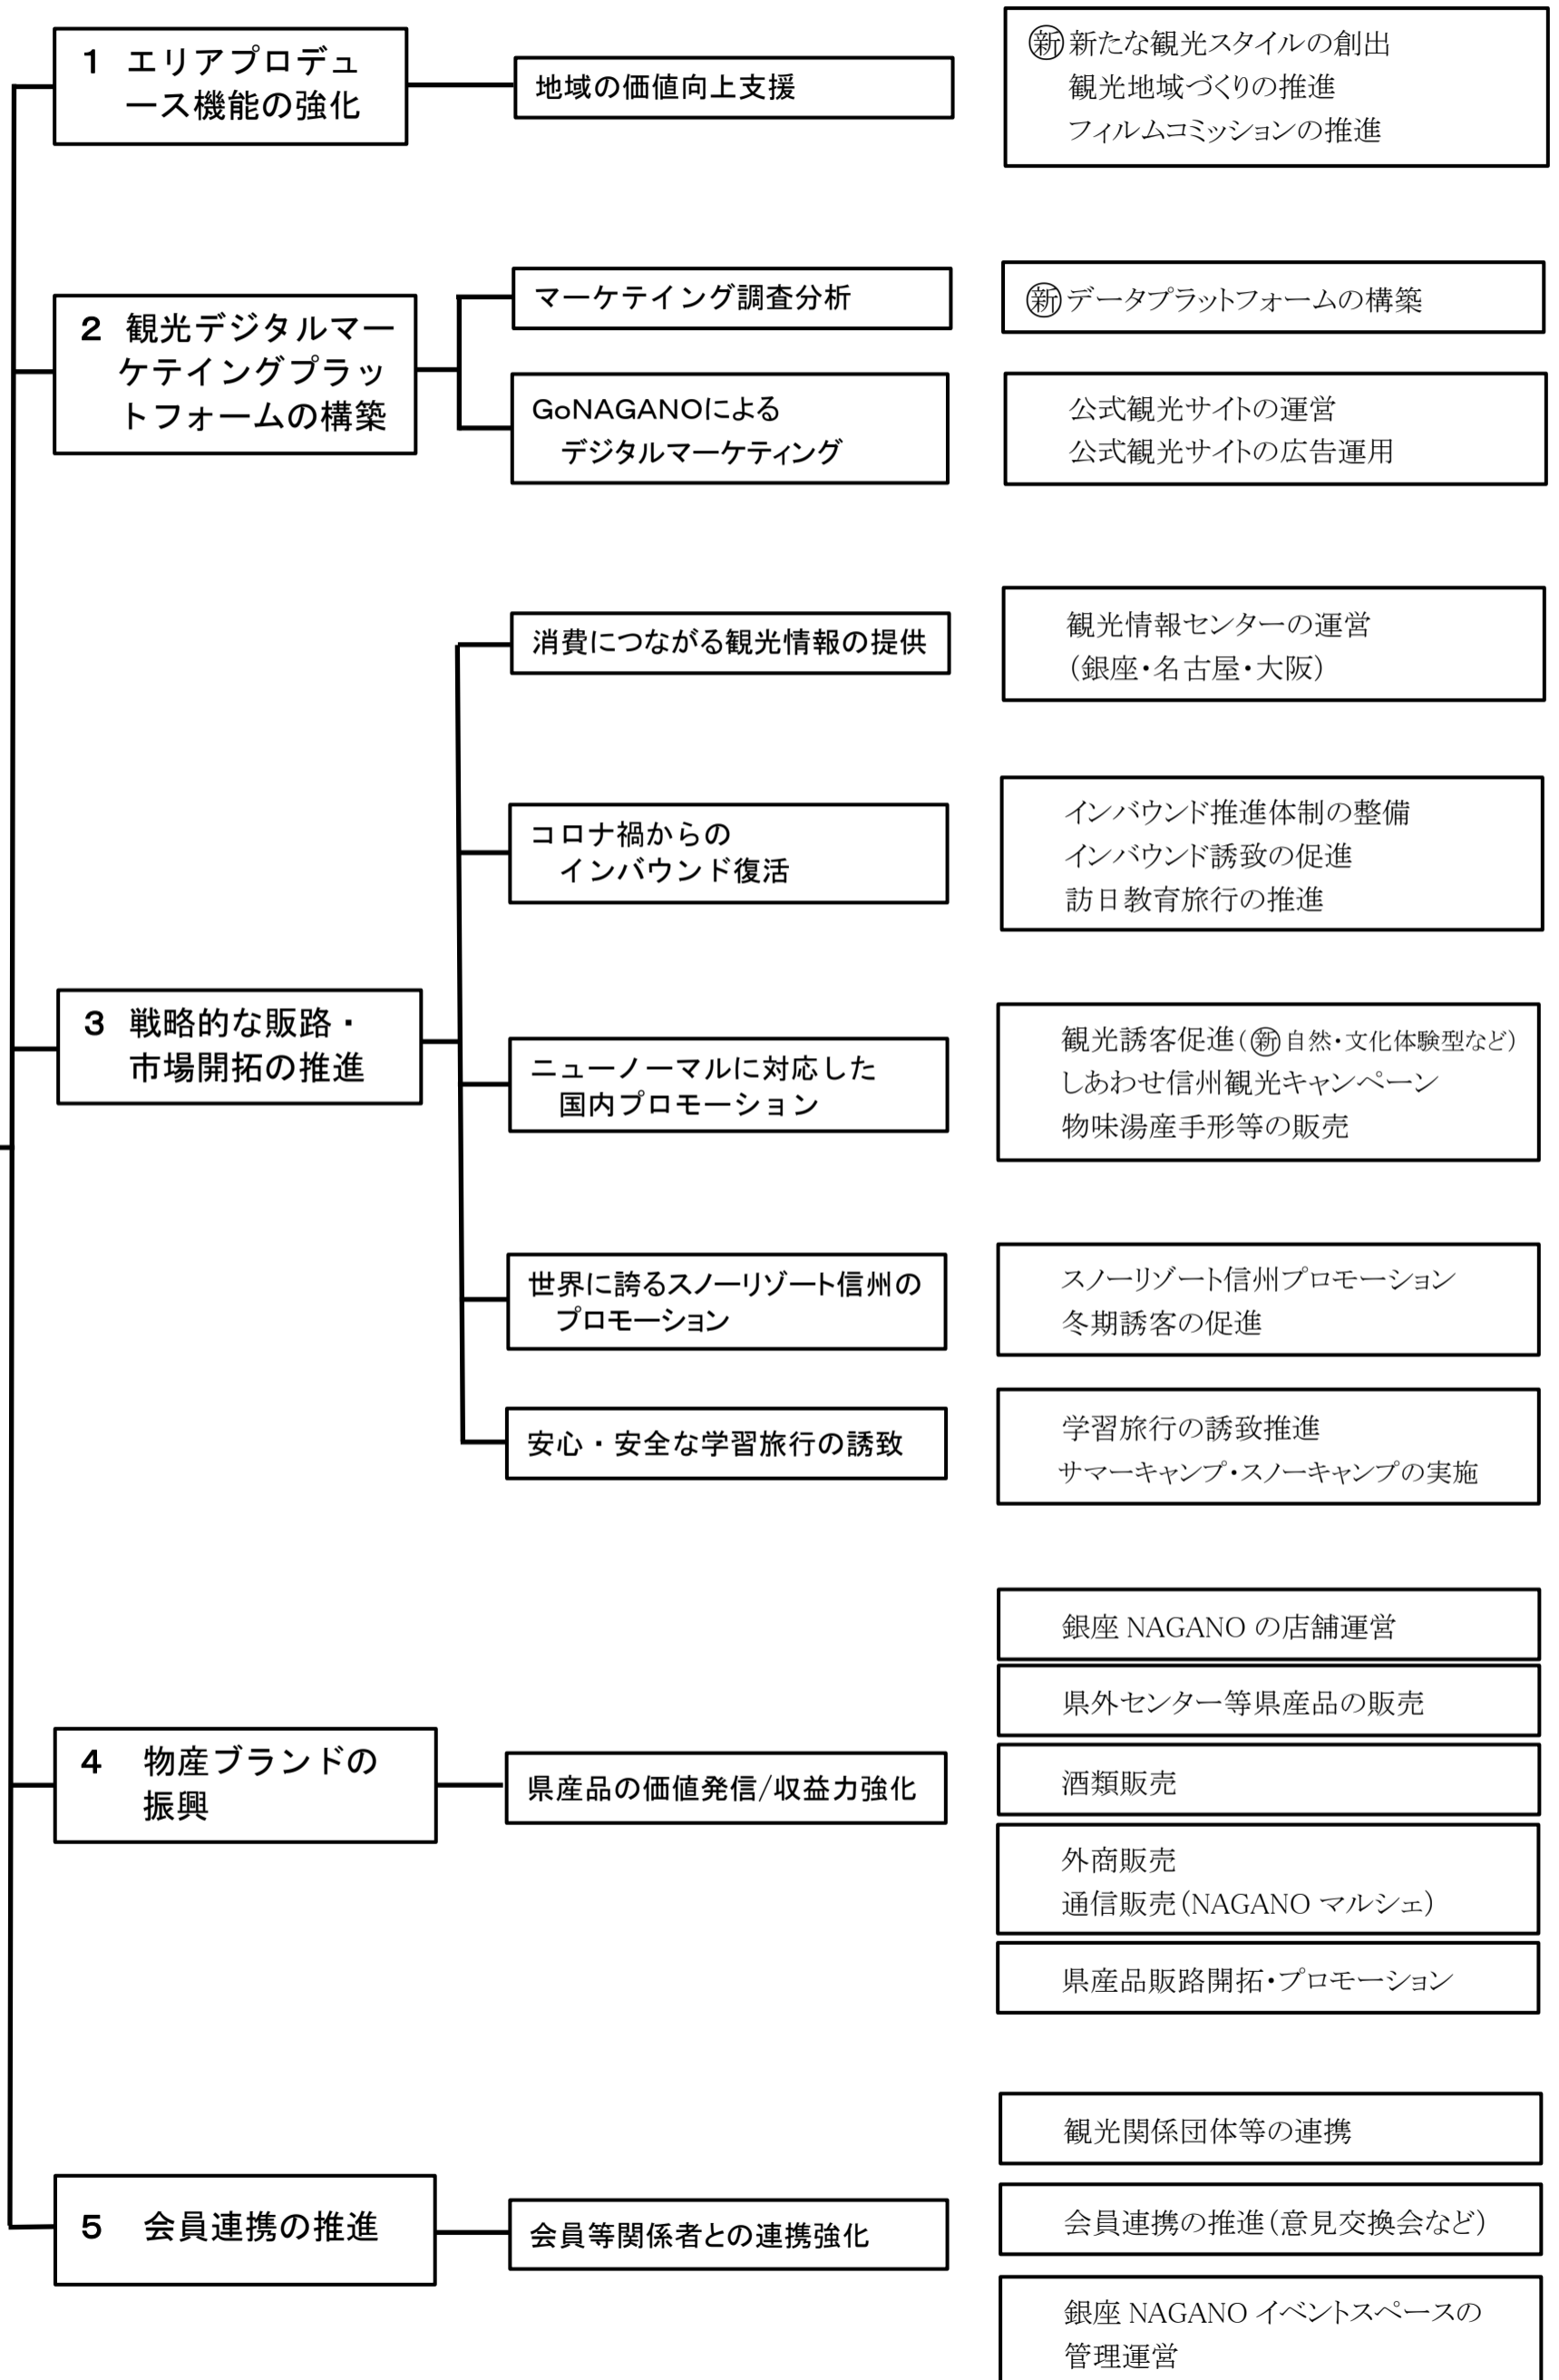 1 エリアプロデュ
ース機能の強化
地域の価値向上支援
㊟新たな観光スタイルの創出
観光地域づくりの推進
フィルムコミッションの推進
2 観光デジタルマー
ケテイングプラッ
トフォームの構築
マーケテイング調査分析
新データプラットフォームの構築
GoNAGANOによる
デジタルマーケティング
公式観光サイトの運営
公式観光サイトの広告運用
3 戦略的な販路・
市場開拓の推進
消費につながる観光情報の提供
観光情報センターの運営
(銀座・名古屋・大阪)
コロナ禍からの
インバウンド復活
インバウンド推進体制の整備
インバウンド誘致の促進
訪日教育旅行の推進
ニューノーマルに対応した
国内プロモーション
観光誘客促進(新自然・文化体験型など)
しあわせ信州観光キャンペーン
物味湯産手形等の販売
世界に誇るスノーリゾート信州の
プロモーション
スノーリゾート信州プロモーション
冬期誘客の促進
安心・安全な学習旅行の誘致
学習旅行の誘致推進
サマーキャンプ・スノーキャンプの実施
4 物産ブランドの
振興
県産品の価値発信/収益力強化
銀座 NAGANO の店舗運営
県外センター等県産品の販売
酒類販売
外商販売
通信販売(NAGANO マルシェ)
県産品販路開拓・プロモーション
5 会員連携の推進
会員等関係者との連携強化
観光関係団体等の連携
会員連携の推進(意見交換会など)
銀座 NAGANO イベントスペースの
管理運営